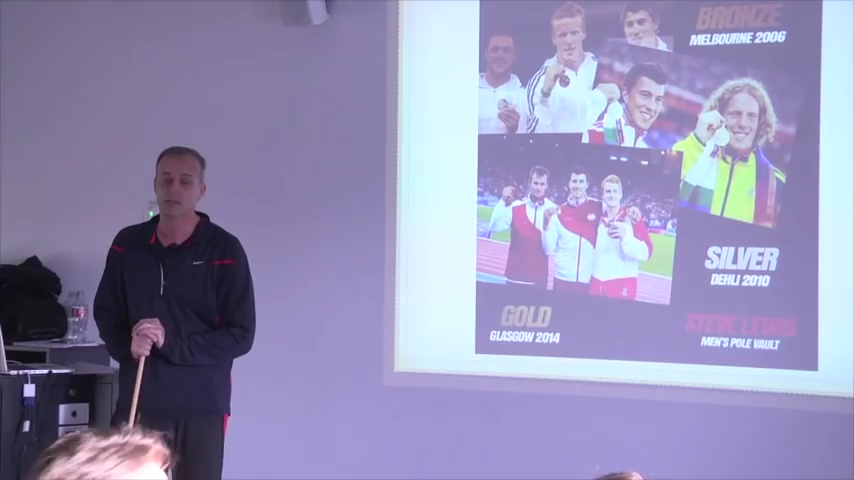 BRONZE
MELBOURNE 2006
SILVER
DEHLI 2010
GOLD
GLASGOW 2014
STEVE LEWIS
MEN'S POLE VAULT